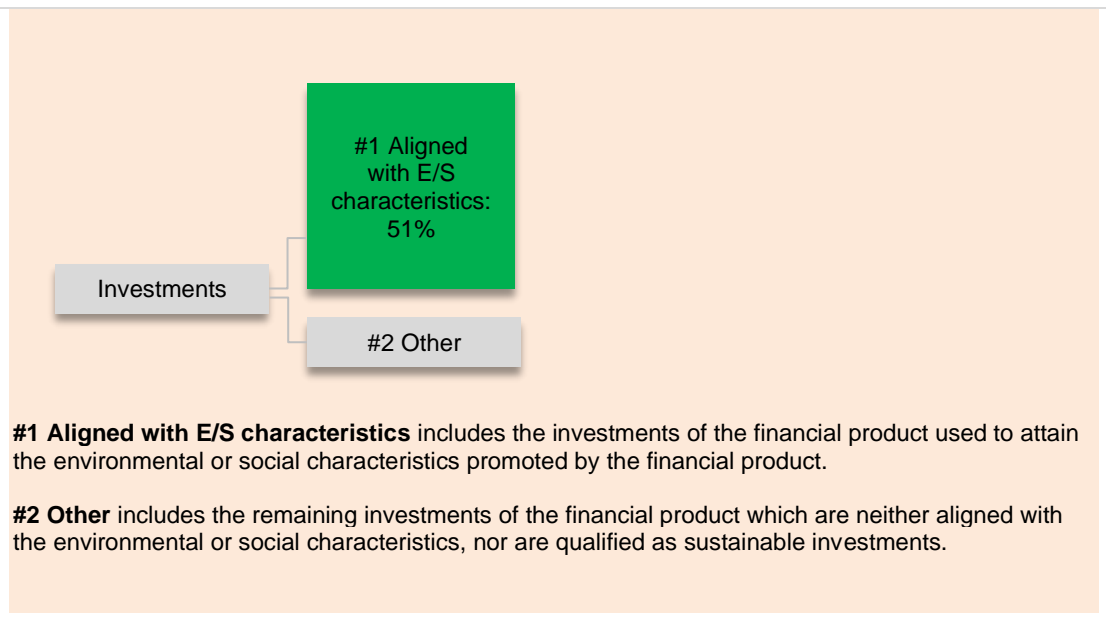 #1 Aligned
with E/S
characteristics:
51%
Investments
#2 Other
#1 Aligned with E/S characteristics includes the investments of the financial product used to attain
the environmental or social characteristics promoted by the financial product.
#2 Other includes the remaining investments of the financial product which are neither aligned with
the environmental or social characteristics, nor are qualified as sustainable investments.